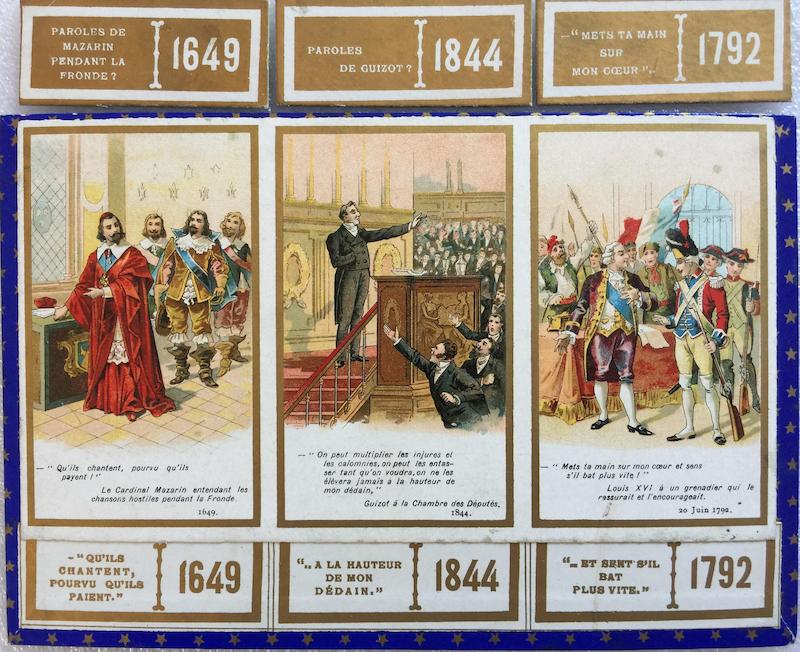 PAROLES DE
MAZARIN
PENDANT LA
FRONDE?
1649
PAROLES
DE GUIZOT?
1844
—"METS TA MAIN
SUR
MON CŒUR"..
1792
—" Qu'ils chantent, pourvu qu'ils
payent!"
Le Cardinal Mazarin entendant les
chansons hostiles pendant la Fronde.
1649.
—"On peut multiplier les injures et
les calomnies, on peut les entas-
ser tant qu'on voudra, on ne les
élèvera jamais à la hauteur de
mon dédain,"
Guizot à la Chambre des Députés.
1844.
—" Mets ta main sur mon cœur et sens
s'il bat plus vite!"
Louis XVI à un grenadier qui le
rassurait et l'encourageait.
20 Juin 1792.
–"QU'ILS
CHANTENT,
POURVU QU'ILS
PAIENT."
1649
".. A LA HAUTEUR
DE MON
DÉDAIN."
1844
"– ET SENT S'IL
BAT
PLUS VITE."
1792